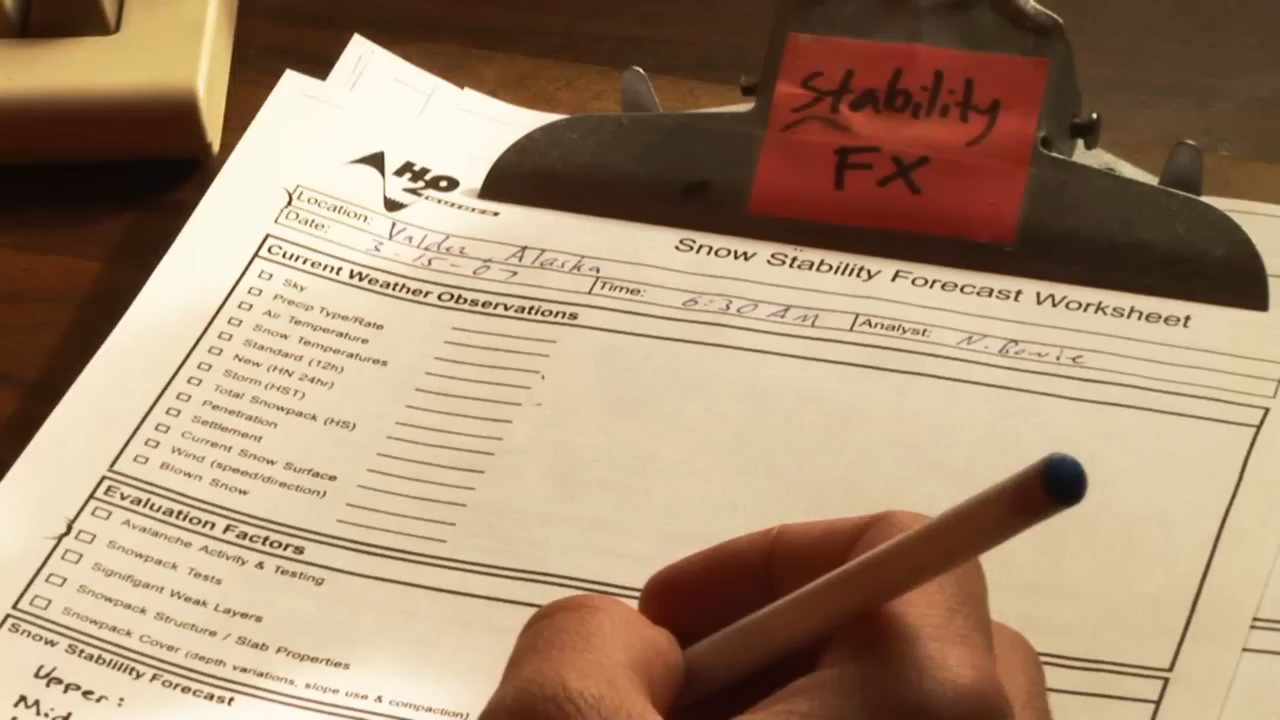 Stability
FX
H2O
GUIDES
Snow Stability Forecast Worksheet
Location: Valdez, Alaska
Date: 3-15-07
Time: 6:30 AM
Analyst: N. Bowie
Current Weather Observations
Sky
Precip Type/Rate
Air Temperature
Snow Temperatures
Standard (12h)
New (HN 24hr)
Storm (HST)
Total Snowpack (HS)
Penetration
Settlement
Current Snow Surface
Wind (speed/direction)
Blown Snow
Evaluation Factors
Avalanche Activity & Testing
Snowpack Tests
Signifigant Weak Layers
Snowpack Structure / Slab Properties
Snowpack Cover (depth variations, slope use & compaction)
Snow Stablility Forecast
Upper:
Mid